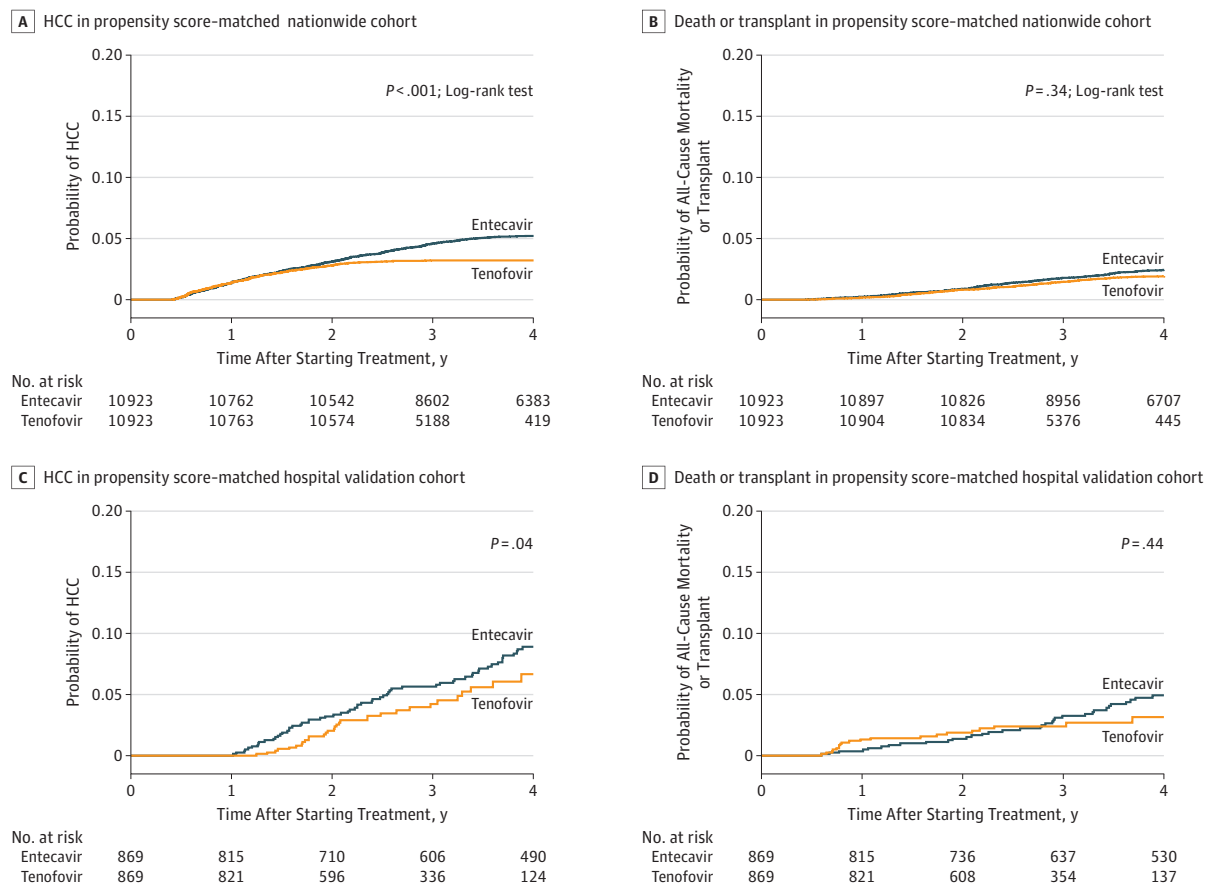 A HCC in propensity score-matched nationwide cohort
0.20
0.15
0.10
0.05
0
Probability of HCC
P < .001; Log-rank test
Entecavir
Tenofovir
0 1 2 3 4
Time After Starting Treatment, y
No. at risk
Entecavir 10923 10762 10542 8602 6383
Tenofovir 10923 10763 10574 5188 419
B Death or transplant in propensity score-matched nationwide cohort
0.20
0.15
0.10
0.05
0
Probability of All-Cause Mortality
or Transplant
P = .34; Log-rank test
Entecavir
Tenofovir
0 1 2 3 4
Time After Starting Treatment, y
No. at risk
Entecavir 10923 10897 10826 8956 6707
Tenofovir 10923 10904 10834 5376 445
C HCC in propensity score-matched hospital validation cohort
0.20
0.15
0.10
0.05
0
Probability of HCC
P = .04
Entecavir
Tenofovir
0 1 2 3 4
Time After Starting Treatment, y
No. at risk
Entecavir 869 815 710 606 490
Tenofovir 869 821 596 336 124
D Death or transplant in propensity score-matched hospital validation cohort
0.20
0.15
0.10
0.05
0
Probability of All-Cause Mortality
or Transplant
P = .44
Entecavir
Tenofovir
0 1 2 3 4
Time After Starting Treatment, y
No. at risk
Entecavir 869 815 736 637 530
Tenofovir 869 821 608 354 137